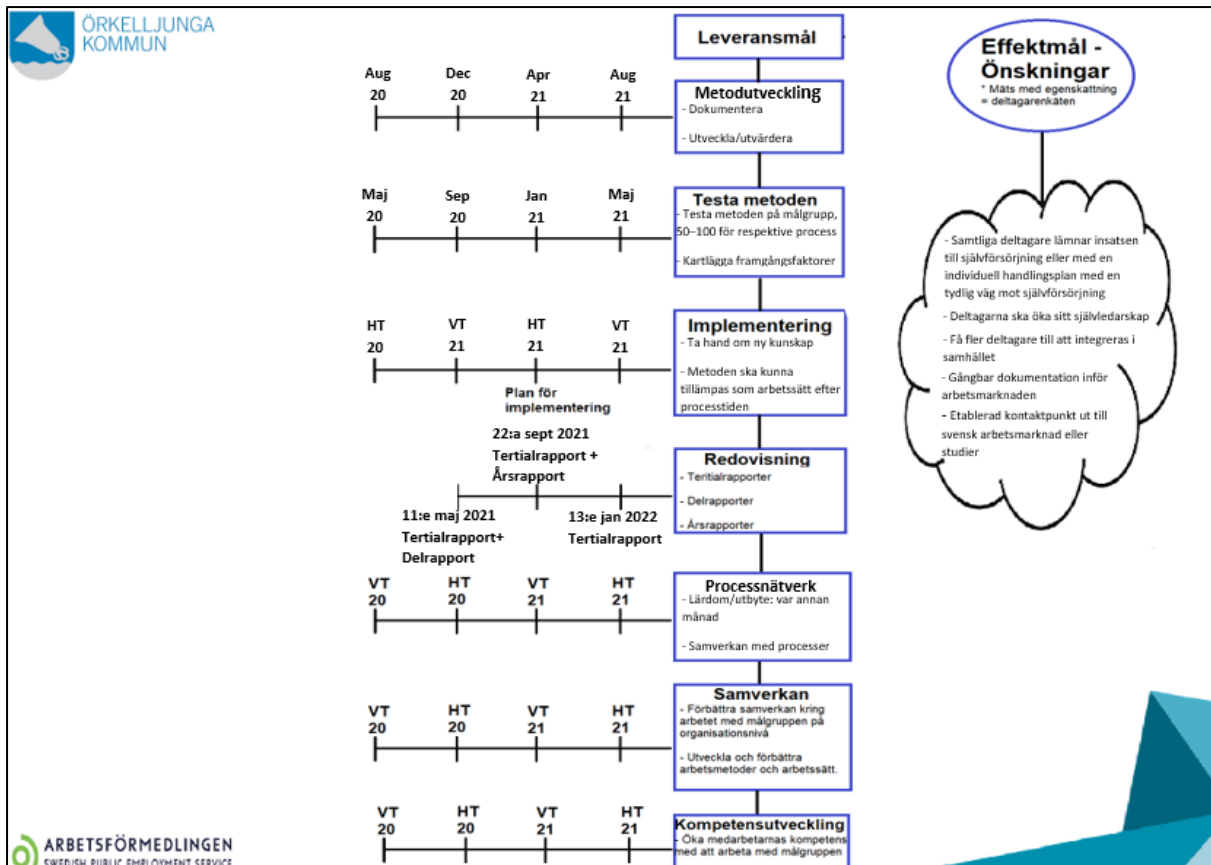 ÖRKELLJUNGA
KOMMUN
Leveransmål
Effektmål -
Önskningar
* Mäts med egenskattning
= deltagarenkäten
Aug Dec Apr Aug
20 20 21 21
Metodutveckling
- Dokumentera
- Utveckla/utvärdera
Maj Sep Jan Maj
20 20 21 21
Testa metoden
- Testa metoden på målgrupp,
50–100 för respektive process
- Kartlägga framgångsfaktorer
HT VT HT VT
20 21 21 21
Plan för
implementering
Implementering
- Ta hand om ny kunskap
- Metoden ska kunna
tillämpas som arbetssätt efter
processtiden
22:a sept 2021
Tertialrapport +
Årsrapport
11:e maj 2021
Tertialrapport+
Delrapport
13:e jan 2022
Tertialrapport
Redovisning
- Teritialrapporter
- Delrapporter
- Årsrapporter
VT HT VT HT
20 20 21 21
Processnätverk
- Lärdom/utbyte: var annan
månad
- Samverkan med processer
VT HT VT HT
20 20 21 21
Samverkan
- Förbättra samverkan kring
arbetet med målgruppen på
organisationsnivå
- Utveckla och förbättra
arbetsmetoder och arbetssätt.
VT HT VT HT
20 20 21 21
Kompetensutveckling
- Öka medarbetarnas kompetens
med att arbeta med målgruppen
- Samtliga deltagare lämnar insatsen
till självförsörjning eller med en
individuell handlingsplan med en
tydlig väg mot självförsörjning
- Deltagarna ska öka sitt självledarskap
- Få fler deltagare till att integreras i
samhället
- Gångbar dokumentation inför
arbetsmarknaden
- Etablerad kontaktpunkt ut till
svensk arbetsmarknad eller
studier
ARBETSFÖRMEDLINGEN
SWEDISH PUBLIC EMPLOYMENT SERVICE